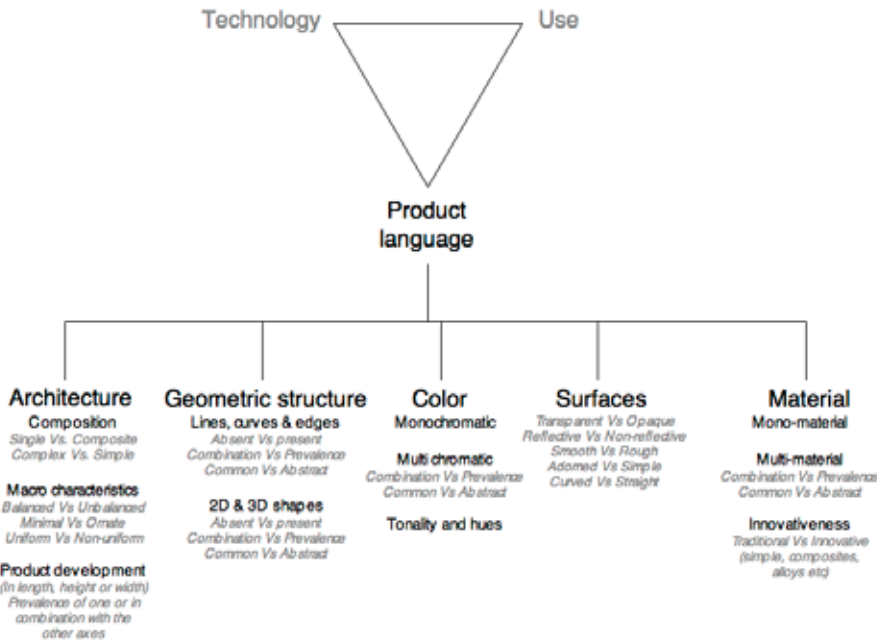 Technology
Use
Product
language
Architecture
Composition
Single Vs. Composite
Complex Vs. Simple
Macro characteristics
Balanced Vs Unbalanced
Minimal Vs Ornate
Uniform Vs Non-uniform
Product development
(In length, height or width)
Prevalence of one or in
combination with the
other axes
Geometric structure
Lines, curves & edges
Absent Vs present
Combination Vs Prevalence
Common Vs Abstract
2D & 3D shapes
Absent Vs present
Combination Vs Prevalence
Common Vs Abstract
Color
Monochromatic
Multi chromatic
Combination Vs Prevalence
Common Vs Abstract
Tonality and hues
Surfaces
Transparent Vs Opaque
Reflective Vs Non-reflective
Smooth Vs Rough
Adorned Vs Simple
Curved Vs Straight
Material
Mono-material
Multi-material
Combination Vs Prevalence
Common Vs Abstract
Innovativeness
Traditional Vs Innovative
(simple, composites,
alloys etc)